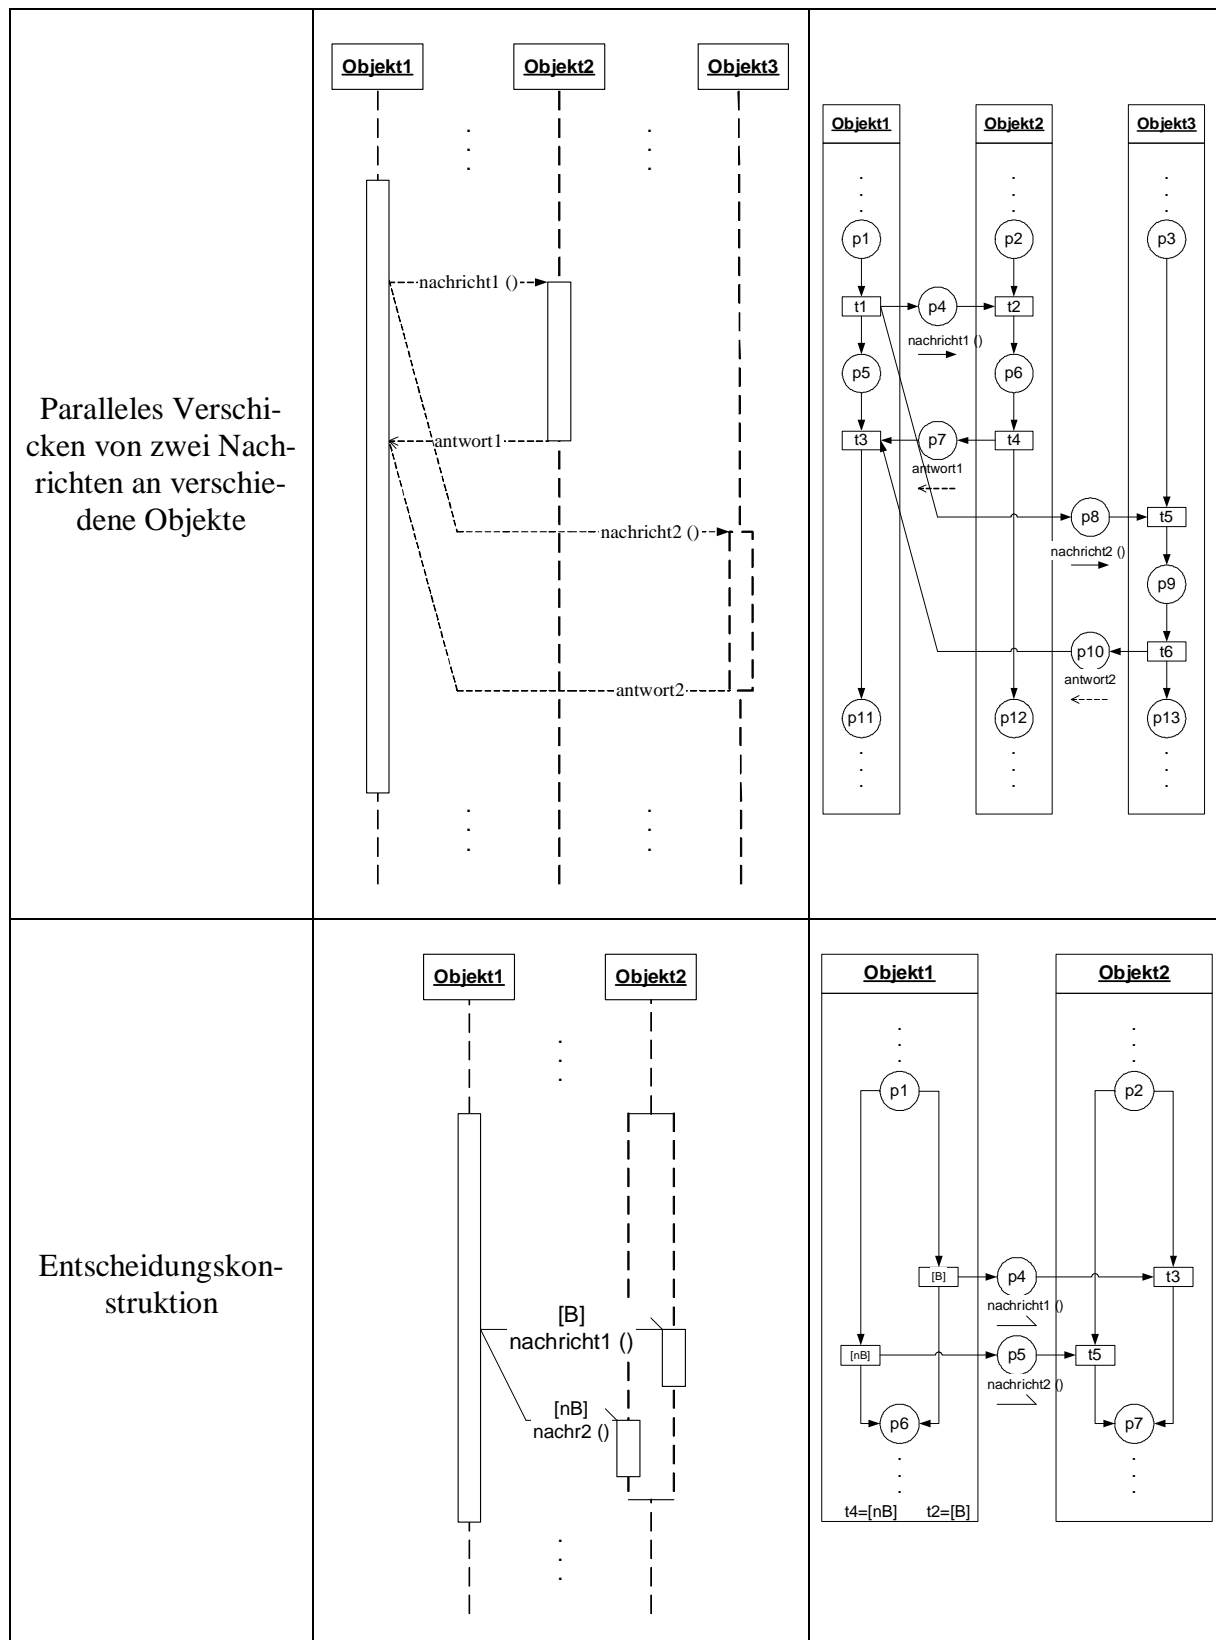 Paralleles Verschi-
cken von zwei Nach-
richten an verschie-
dene Objekte
Objekt1 Objekt2 Objekt3
nachricht1 ()
antwort1
nachricht2 ()
antwort2
Objekt1 Objekt2 Objekt3
p1 p2 p3
t1 p4 t2
nachricht1 ()
p5 p6
t3 p7 t4
antwort1
p8 t5
nachricht2 ()
p9
p10 t6
antwort2
p11 p12 p13
Entscheidungskon-
struktion
Objekt1 Objekt2
[B]
nachricht1 ()
[nB]
nachr2 ()
Objekt1 Objekt2
p1 p2
[B] p4 t3
nachricht1 ()
[nB] p5 t5
nachricht2 ()
p6 p7
t4=[nB] t2=[B]